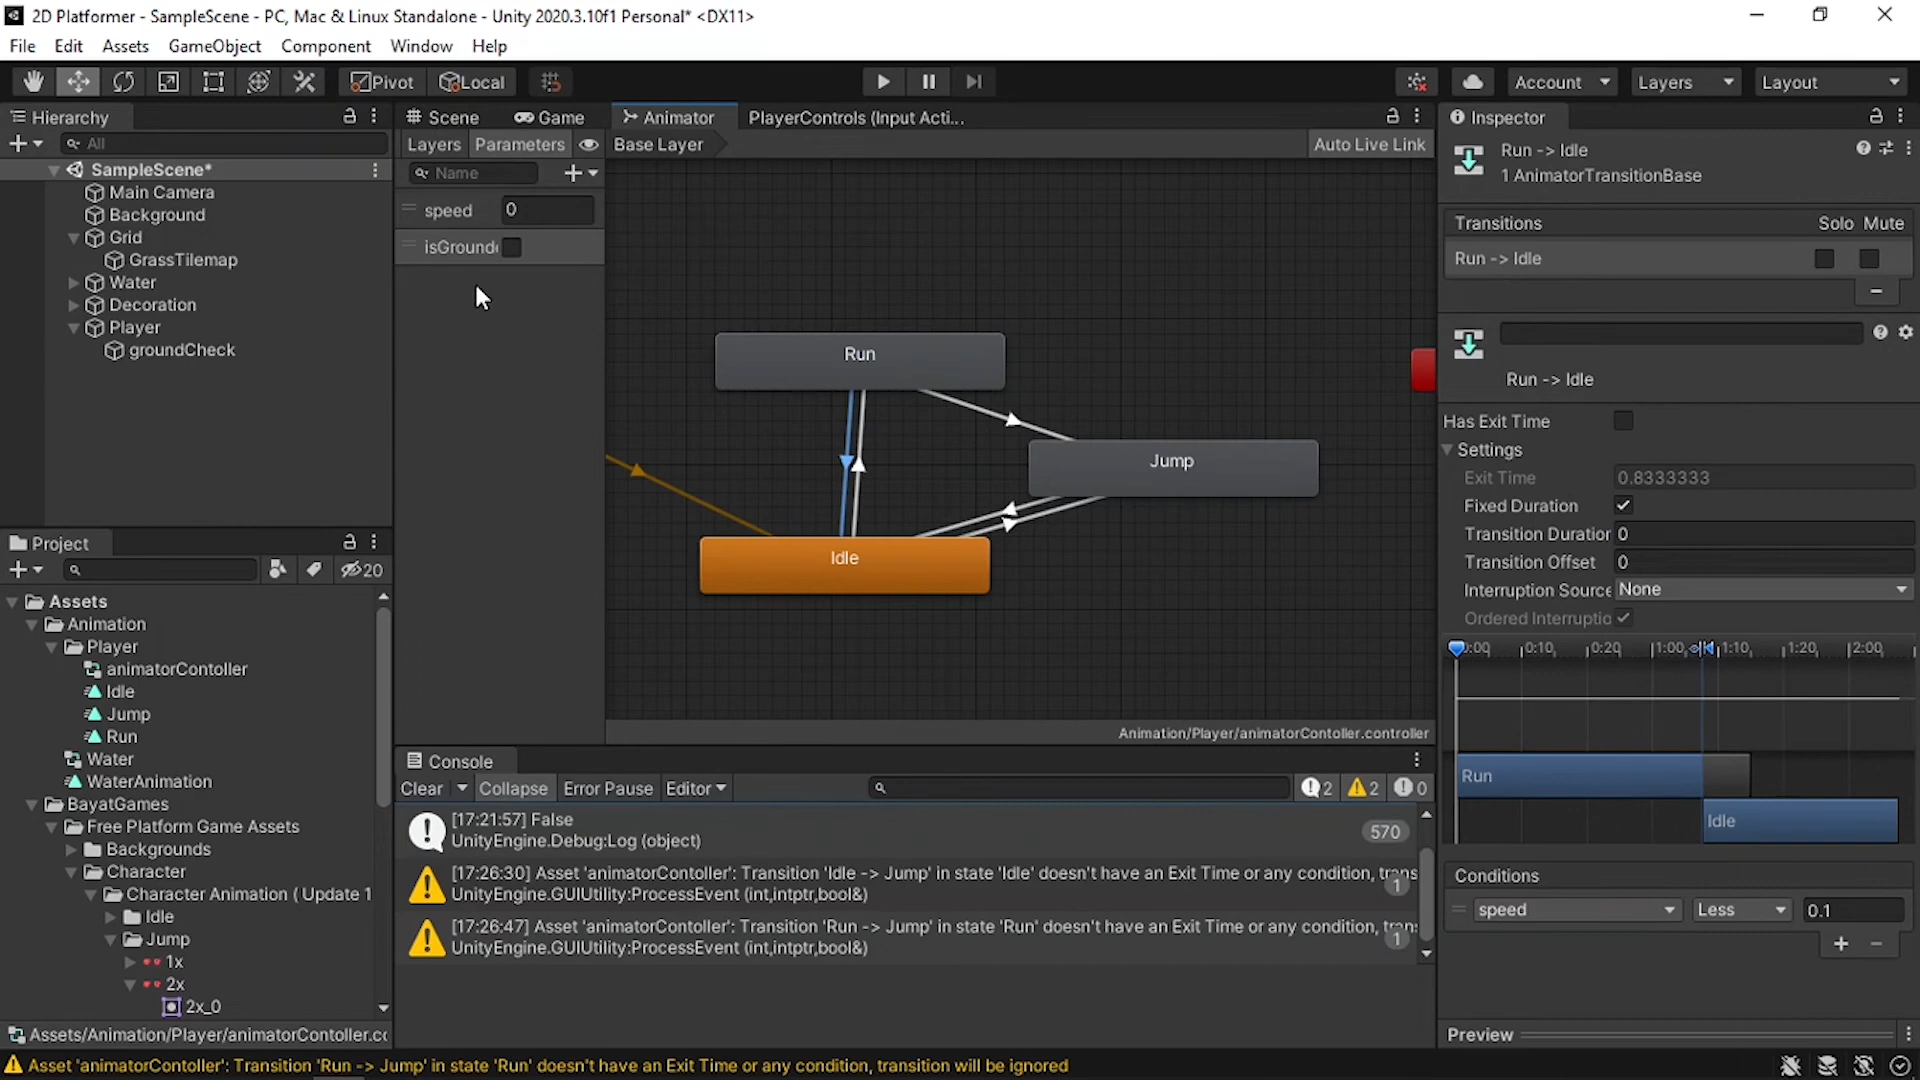 2D Platformer - SampleScene - PC, Mac & Linux Standalone - Unity 2020.3.10f1 Personal* <DX11>
File Edit Assets GameObject Component Window Help
Pivot Local Account Layers Layout
Hierarchy
All
SampleScene*
Main Camera
Background
Grid
GrassTilemap
Water
Decoration
Player
groundCheck
Project
20
Assets
Animation
Player
animatorContoller
Idle
Jump
Run
Water
WaterAnimation
BayatGames
Free Platform Game Assets
Backgrounds
Character
Character Animation ( Update 1
Idle
Jump
1x
2x
2x_0
Assets/Animation/Player/animatorContoller.co
Scene Game Animator PlayerControls (Input Acti...
Layers Parameters Base Layer Auto Live Link
Name
speed 0
isGround
Run
Jump
Idle
Animation/Player/animatorContoller.controller
Console
Clear Collapse Error Pause Editor 2 2 0
[17:21:57] False
UnityEngine.Debug:Log (object)
570
[17:26:30] Asset 'animatorContoller': Transition 'Idle -> Jump' in state 'Idle' doesn't have an Exit Time or any condition, trans
UnityEngine.GUIUtility:ProcessEvent (int,intptr,bool&)
1
[17:26:47] Asset 'animatorContoller': Transition 'Run -> Jump' in state 'Run' doesn't have an Exit Time or any condition, trans
UnityEngine.GUIUtility:ProcessEvent (int,intptr,bool&)
1
Inspector
Run -> Idle
1 AnimatorTransitionBase
Transitions Solo Mute
Run -> Idle
Run -> Idle
Has Exit Time
Settings
Exit Time 0.8333333
Fixed Duration
Transition Duration 0
Transition Offset 0
Interruption Source None
Ordered Interruptio
0:00 0:10 0:20 1:00 1:10 1:20 2:00
Run
Idle
Conditions
speed Less 0.1
Preview
Asset 'animatorContoller': Transition 'Run -> Jump' in state 'Run' doesn't have an Exit Time or any condition, transition will be ignored